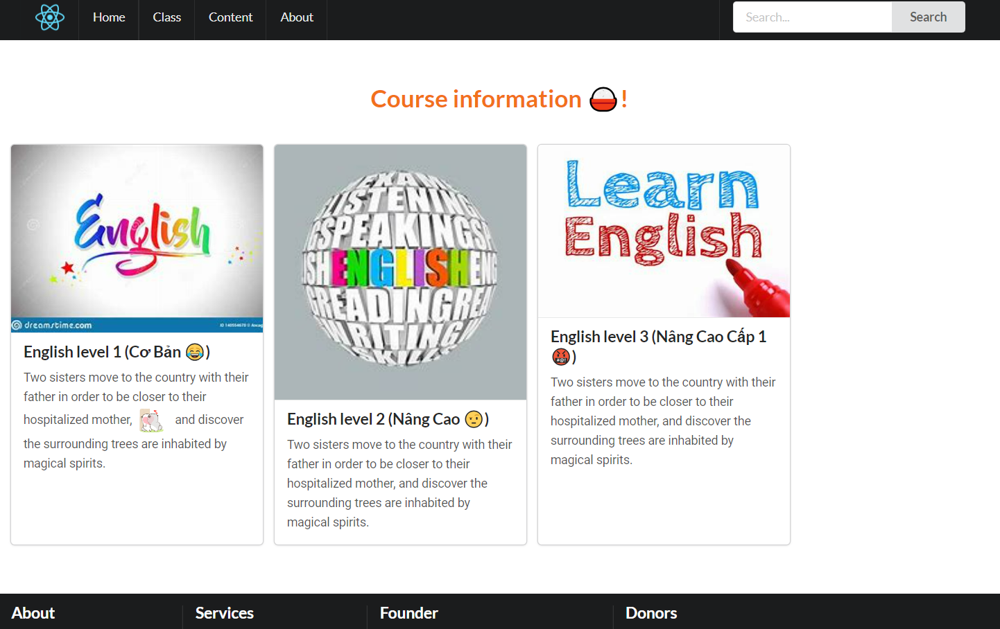 Home Class Content About Search... Search
Course information !
English
dreamstime.com
EXAM
LISTENING
SPEAKINGS
SHENGLISHENG
READINGREA
WRITING
SKILLS
Learn
English
English level 1 (Cơ Bản )
Two sisters move to the country with their
father in order to be closer to their
hospitalized mother, and discover
the surrounding trees are inhabited by
magical spirits.
English level 2 (Nâng Cao )
Two sisters move to the country with their
father in order to be closer to their
hospitalized mother, and discover the
surrounding trees are inhabited by
magical spirits.
English level 3 (Nâng Cao Cấp 1
)
Two sisters move to the country with their
father in order to be closer to their
hospitalized mother, and discover the
surrounding trees are inhabited by
magical spirits.
About Services Founder Donors